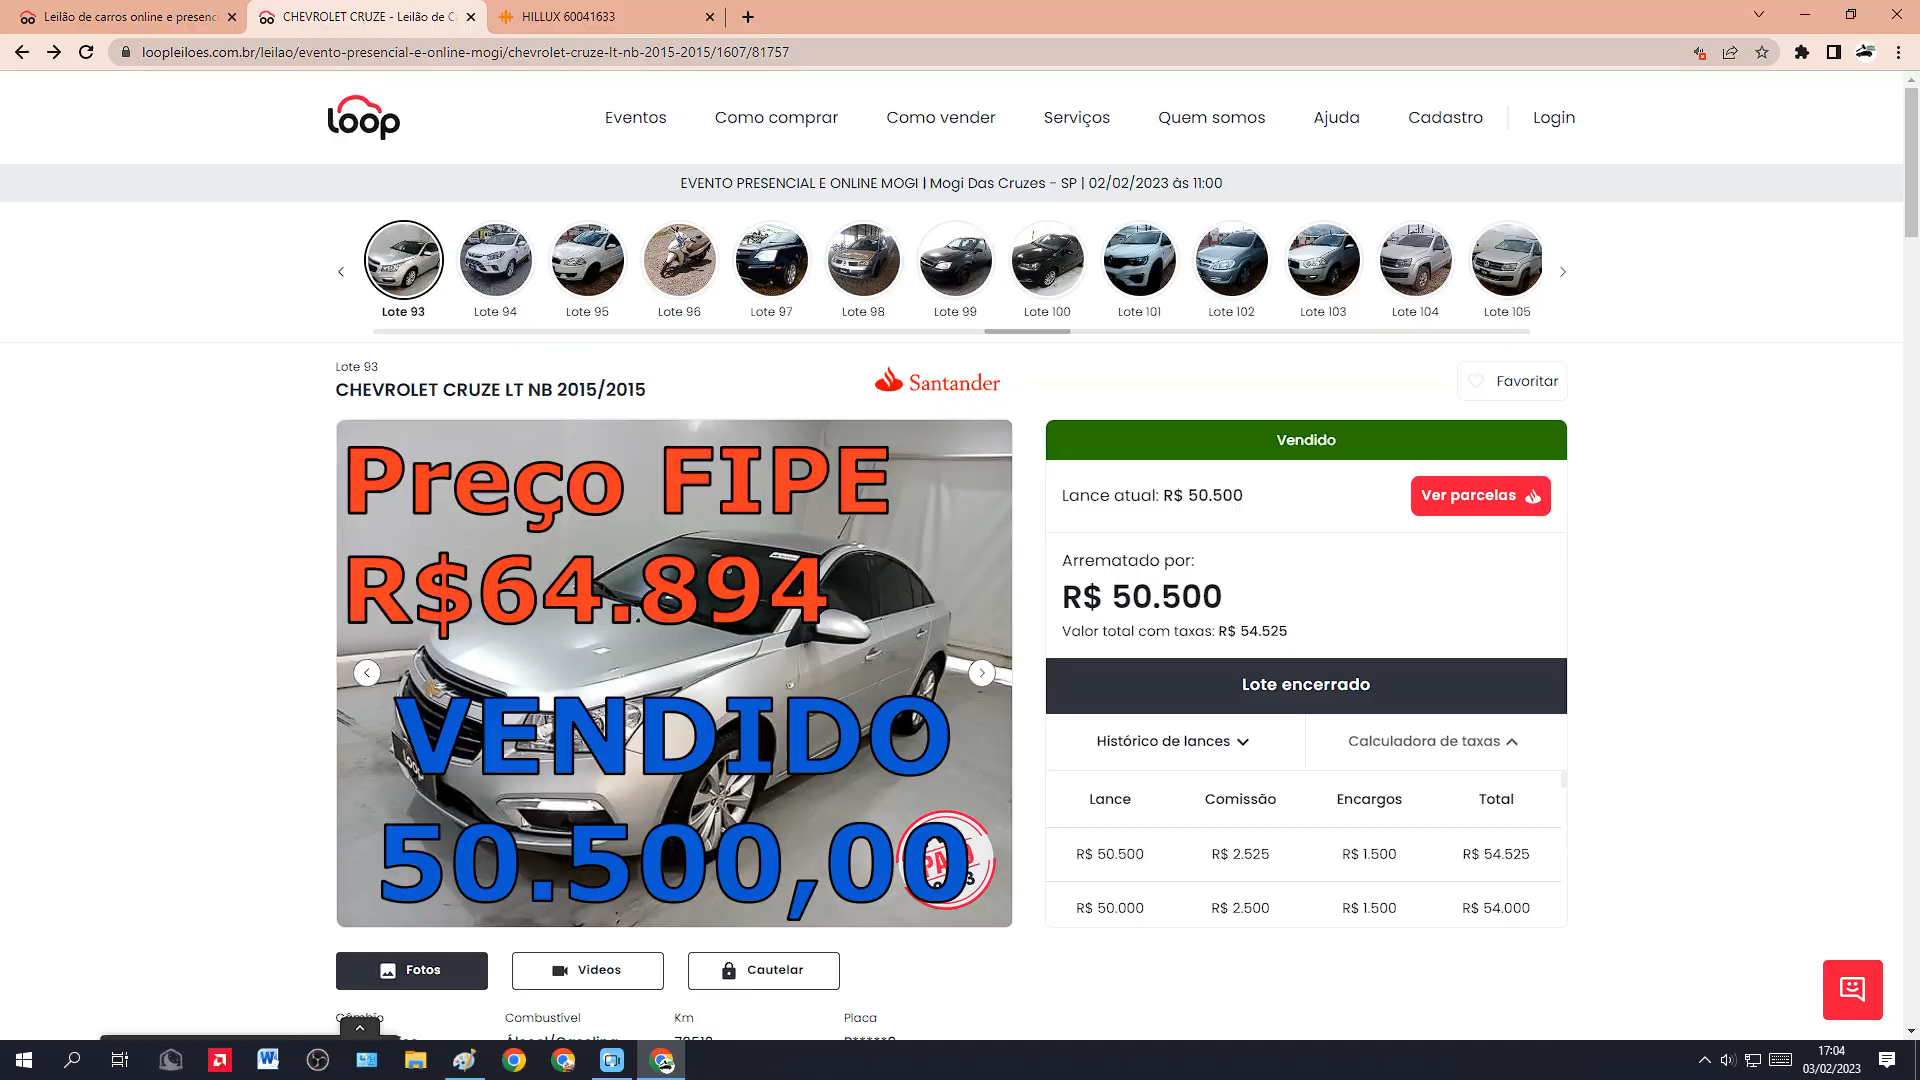 Leilão de carros online e presenc
CHEVROLET CRUZE - Leilão de C
HILLUX 60041633
loopleiloes.com.br/leilao/evento-presencial-e-online-mogi/chevrolet-cruze-lt-nb-2015-2015/1607/81757
loop
Eventos
Como comprar
Como vender
Serviços
Quem somos
Ajuda
Cadastro
Login
EVENTO PRESENCIAL E ONLINE MOGI | Mogi Das Cruzes - SP | 02/02/2023 às 11:00
Lote 93
Lote 94
Lote 95
Lote 96
Lote 97
Lote 98
Lote 99
Lote 100
Lote 101
Lote 102
Lote 103
Lote 104
Lote 105
Lote 93
CHEVROLET CRUZE LT NB 2015/2015
Santander
Favoritar
Preço FIPE
R$64.894
VENDIDO
50.500,00
loop
Vendido
Lance atual: R$ 50.500
Ver parcelas
Arrematado por:
R$ 50.500
Valor total com taxas: R$ 54.525
Lote encerrado
Histórico de lances
Calculadora de taxas
Lance Comissão Encargos Total
R$ 50.500 R$ 2.525 R$ 1.500 R$ 54.525
R$ 50.000 R$ 2.500 R$ 1.500 R$ 54.000
Fotos
Videos
Cautelar
Câmbio
Combustível
Km
Placa
17:04
03/02/2023